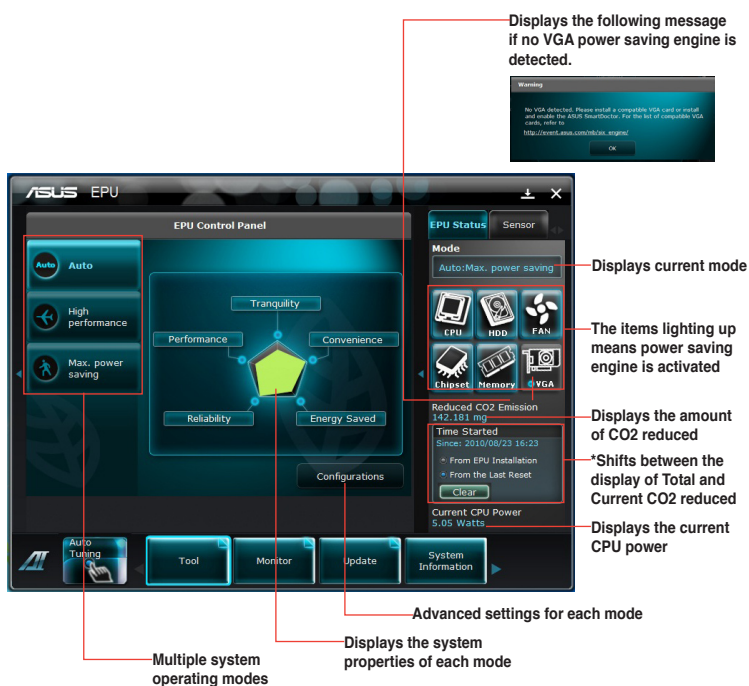 Displays the following message
if no VGA power saving engine is
detected.
Warning
No VGA detected. Please install a compatible VGA card or install
and enable the ASUS SmartDoctor. For the list of compatible VGA
cards, refer to
http://event.asus.com/mb/six_engine/
OK
ASUS EPU
EPU Control Panel
EPU Status
Sensor
Auto
Auto
High
performance
Max. power
saving
Tranquility
Performance
Convenience
Reliability
Energy Saved
Configurations
Mode
Auto:Max. power saving
CPU
HDD
FAN
Chipset
Memory
VGA
Reduced CO2 Emission
142.181 mg
Time Started
Since: 2010/08/23 16:23
From EPU Installation
From the Last Reset
Clear
Current CPU Power
5.05 Watts
Displays current mode
The items lighting up
means power saving
engine is activated
Displays the amount
of CO2 reduced
*Shifts between the
display of Total and
Current CO2 reduced
Displays the current
CPU power
Auto
Tuning
Tool
Monitor
Update
System
Information
Advanced settings for each mode
Displays the system
properties of each mode
Multiple system
operating modes